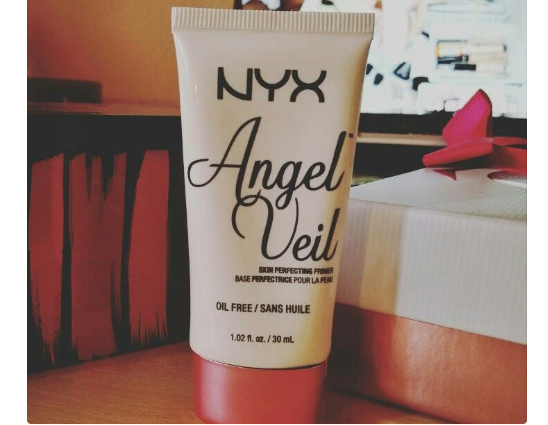 NYX
Angel™
Veil
SKIN PERFECTING PRIMER
BASE PERFECTRICE POUR LA PEAU
OIL FREE / SANS HUILE
1.02 fl. oz. / 30 mL